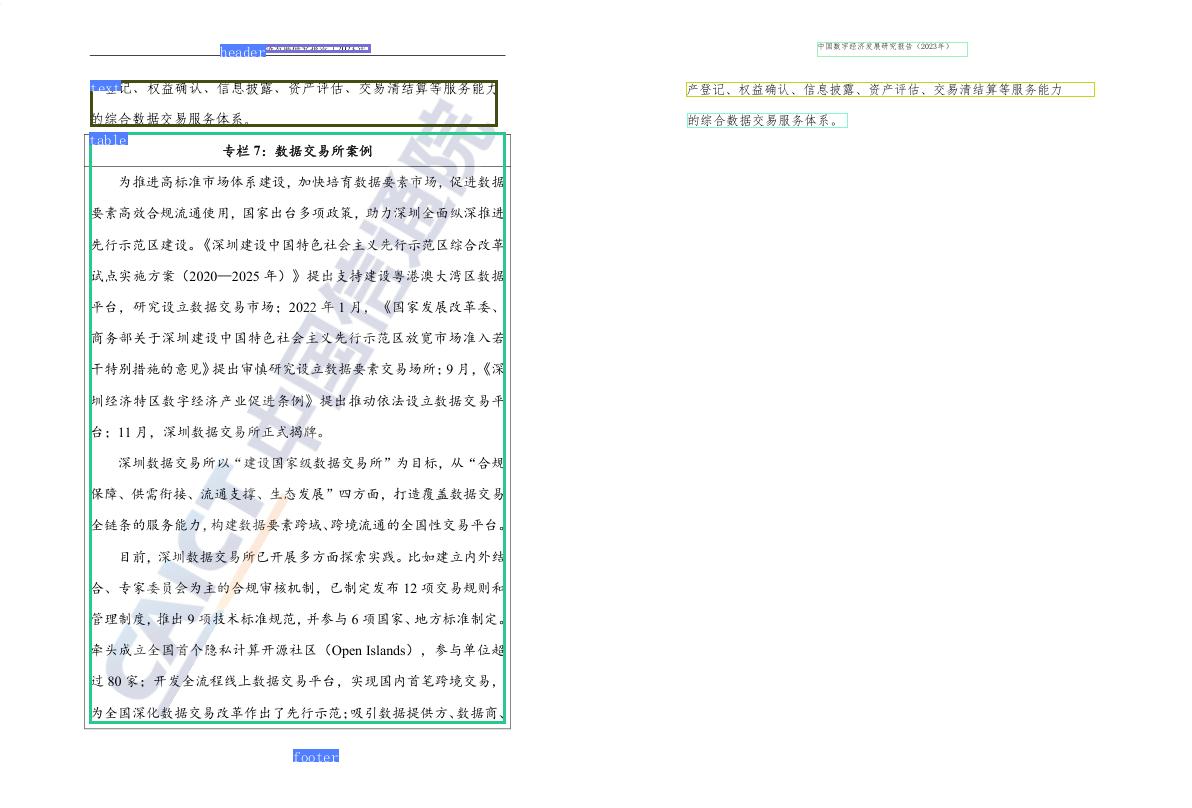 header
text
登记、权益确认、信息披露、资产评估、交易清结算等服务能力
的综合数据交易服务体系。
table
专栏 7：数据交易所案例
为推进高标准市场体系建设，加快培育数据要素市场，促进数据
要素高效合规流通使用，国家出台多项政策，助力深圳全面纵深推进
先行示范区建设。《深圳建设中国特色社会主义先行示范区综合改革
试点实施方案（2020—2025 年）》提出支持建设粤港澳大湾区数据
平台，研究设立数据交易市场；2022 年 1 月，《国家发展改革委、
商务部关于深圳建设中国特色社会主义先行示范区放宽市场准入若
干特别措施的意见》提出审慎研究设立数据要素交易场所；9 月，《深
圳经济特区数字经济产业促进条例》提出推动依法设立数据交易平
台；11 月，深圳数据交易所正式揭牌。
深圳数据交易所以“建设国家级数据交易所”为目标，从“合规
保障、供需衔接、流通支撑、生态发展”四方面，打造覆盖数据交易
全链条的服务能力，构建数据要素跨域、跨境流通的全国性交易平台。
目前，深圳数据交易所已开展多方面探索实践。比如建立内外结
合、专家委员会为主的合规审核机制，已制定发布 12 项交易规则和
管理制度，推出 9 项技术标准规范，并参与 6 项国家、地方标准制定。
牵头成立全国首个隐私计算开源社区（Open Islands），参与单位超
过 80 家；开发全流程线上数据交易平台，实现国内首笔跨境交易，
为全国深化数据交易改革作出了先行示范；吸引数据提供方、数据商、
CAICT 中国信通院
footer
中国数字经济发展研究报告（2023年）
产登记、权益确认、信息披露、资产评估、交易清结算等服务能力
的综合数据交易服务体系。